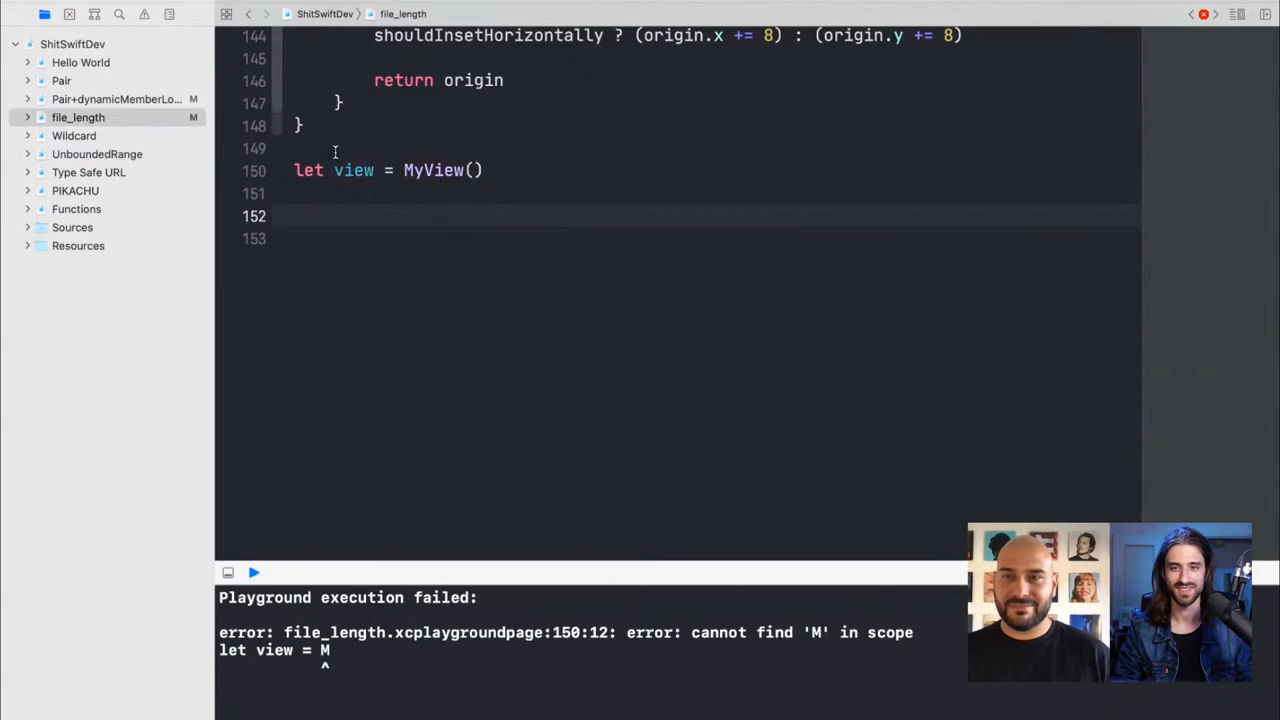 ShitSwiftDev
file_length
ShitSwiftDev
Hello World
Pair
Pair+dynamicMemberLo... M
file_length M
Wildcard
UnboundedRange
Type Safe URL
PIKACHU
Functions
Sources
Resources
144 shouldInsetHorizontally ? (origin.x += 8) : (origin.y += 8)
145
146 return origin
147 }
148 }
149
150 let view = MyView()
151
152
153
Playground execution failed:
error: file_length.xcplaygroundpage:150:12: error: cannot find 'M' in scope
let view = M
^